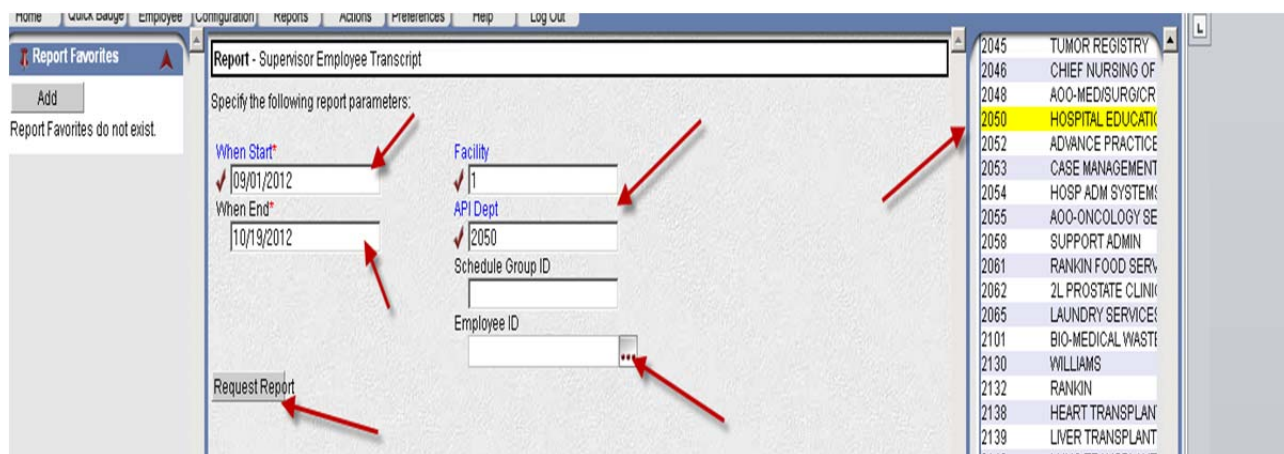 Home Quick Badge Employee Configuration Reports Actions Preferences Help Log Out
Report Favorites
Add
Report Favorites do not exist.
Report - Supervisor Employee Transcript
Specify the following report parameters:
When Start*
09/01/2012
When End*
10/19/2012
Facility
1
API Dept
2050
Schedule Group ID
Employee ID
...
Request Report
2045 TUMOR REGISTRY
2046 CHIEF NURSING OF
2048 AOO-MED/SURG/CR
2050 HOSPITAL EDUCATI
2052 ADVANCE PRACTICE
2053 CASE MANAGEMENT
2054 HOSP ADM SYSTEMS
2055 AOO-ONCOLOGY SE
2058 SUPPORT ADMIN
2061 RANKIN FOOD SERV
2062 2L PROSTATE CLINI
2065 LAUNDRY SERVICES
2101 BIO-MEDICAL WASTE
2130 WILLIAMS
2132 RANKIN
2138 HEART TRANSPLAN
2139 LIVER TRANSPLANT
L